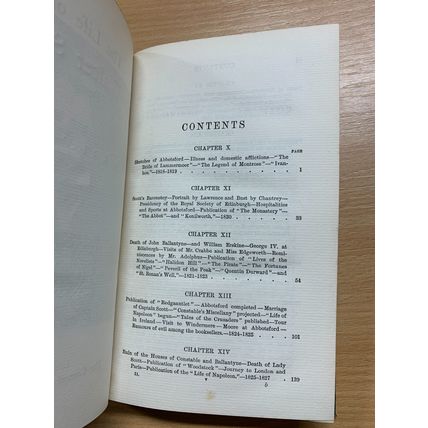 CONTENTS
CHAPTER X
PAGE
Sketches of Abbotsford—Illness and domestic afflictions—"The
Bride of Lammermoor"—"The Legend of Montrose"—"Ivan-
hoe."—1818-1819 . . . . . . . . 1
CHAPTER XI
Scott's Baronetcy—Portrait by Lawrence and Bust by Chantrey—
Presidency of the Royal Society of Edinburgh—Hospitalities
and Sports at Abbotsford—Publication of "The Monastery"—
"The Abbot"—and "Kenilworth."—1820 . . . . . 33
CHAPTER XII
Death of John Ballantyne—and William Erskine—George IV. at
Edinburgh—Visits of Mr. Crabbe and Miss Edgeworth—Remi-
niscences by Mr. Adolphus—Publication of "Lives of the
Novelists"—"Halidon Hill"—"The Pirate"—"The Fortunes
of Nigel"—"Peveril of the Peak"—"Quentin Durward"—and
"St. Ronan's Well."—1821-1823 . . . . . . 54
CHAPTER XIII
Publication of "Redgauntlet"—Abbotsford completed—Marriage
of Captain Scott—"Constable's Miscellany" projected—"Life of
Napoleon" begun—"Tales of the Crusaders" published—Tour
in Ireland—Visit to Windermere—Moore at Abbotsford—
Rumours of evil among the booksellers.—1824-1825 . . . 101
CHAPTER XIV
Ruin of the Houses of Constable and Ballantyne—Death of Lady
Scott—Publication of "Woodstock"—Journey to London and
Paris—Publication of the "Life of Napoleon."—1825-1827 . 139
II. v b